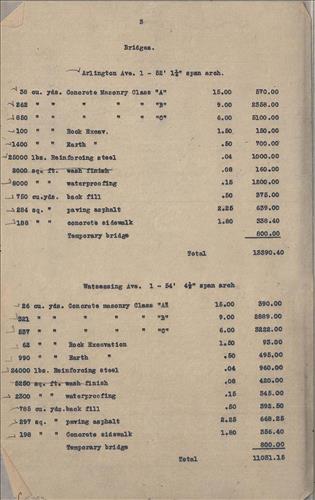 3
Bridges.
Arlington Ave. 1 - 52' 1½" span arch.
38 cu. yds. Concrete Masonry Class "A" 15.00 570.00
262 " " " " "B" 9.00 2358.00
850 " " " " "C" 6.00 5100.00
100 " " Rock Excav. 1.50 150.00
1400 " " Earth " .50 700.00
25000 lbs. Reinforcing steel .04 1000.00
2000 sq. ft. wash finish .08 160.00
8000 " " waterproofing .15 1200.00
750 cu.yds. back fill .50 375.00
284 sq. " paving asphalt 2.25 639.00
188 " " concrete sidewalk 1.80 338.40
Temporary bridge 800.00
Total 13390.40
Watsessing Ave. 1 - 54' 4½" span arch
26 cu. yds. Concrete masonry Class "A" 15.00 390.00
321 " " " " "B" 9.00 2889.00
537 " " " " "C" 6.00 3222.00
62 " " Rock Excavation 1.50 93.00
990 " " Earth " .50 495.00
24000 lbs. Reinforcing steel .04 960.00
5250 sq. ft. wash finish .08 420.00
2300 " " waterproofing .15 345.00
785 cu. yds.back fill .50 392.50
297 sq. " paving asphalt 2.25 668.25
198 " " Concrete sidewalk 1.80 356.40
Temporary bridge 800.00
Total 11031.15